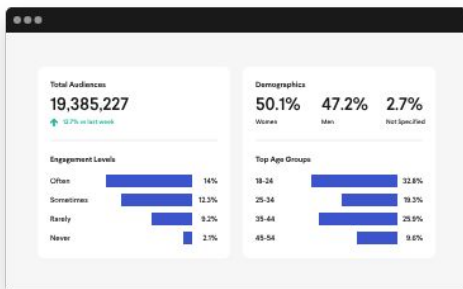 Total Audiences
19,385,227
12.7% vs last week
Engagement Levels
Often 14%
Sometimes 12.3%
Rarely 9.2%
Never 2.1%
Demographics
50.1% 47.2% 2.7%
Women Men Not Specified
Top Age Groups
18-24 32.8%
25-34 19.3%
35-44 25.9%
45-54 9.6%